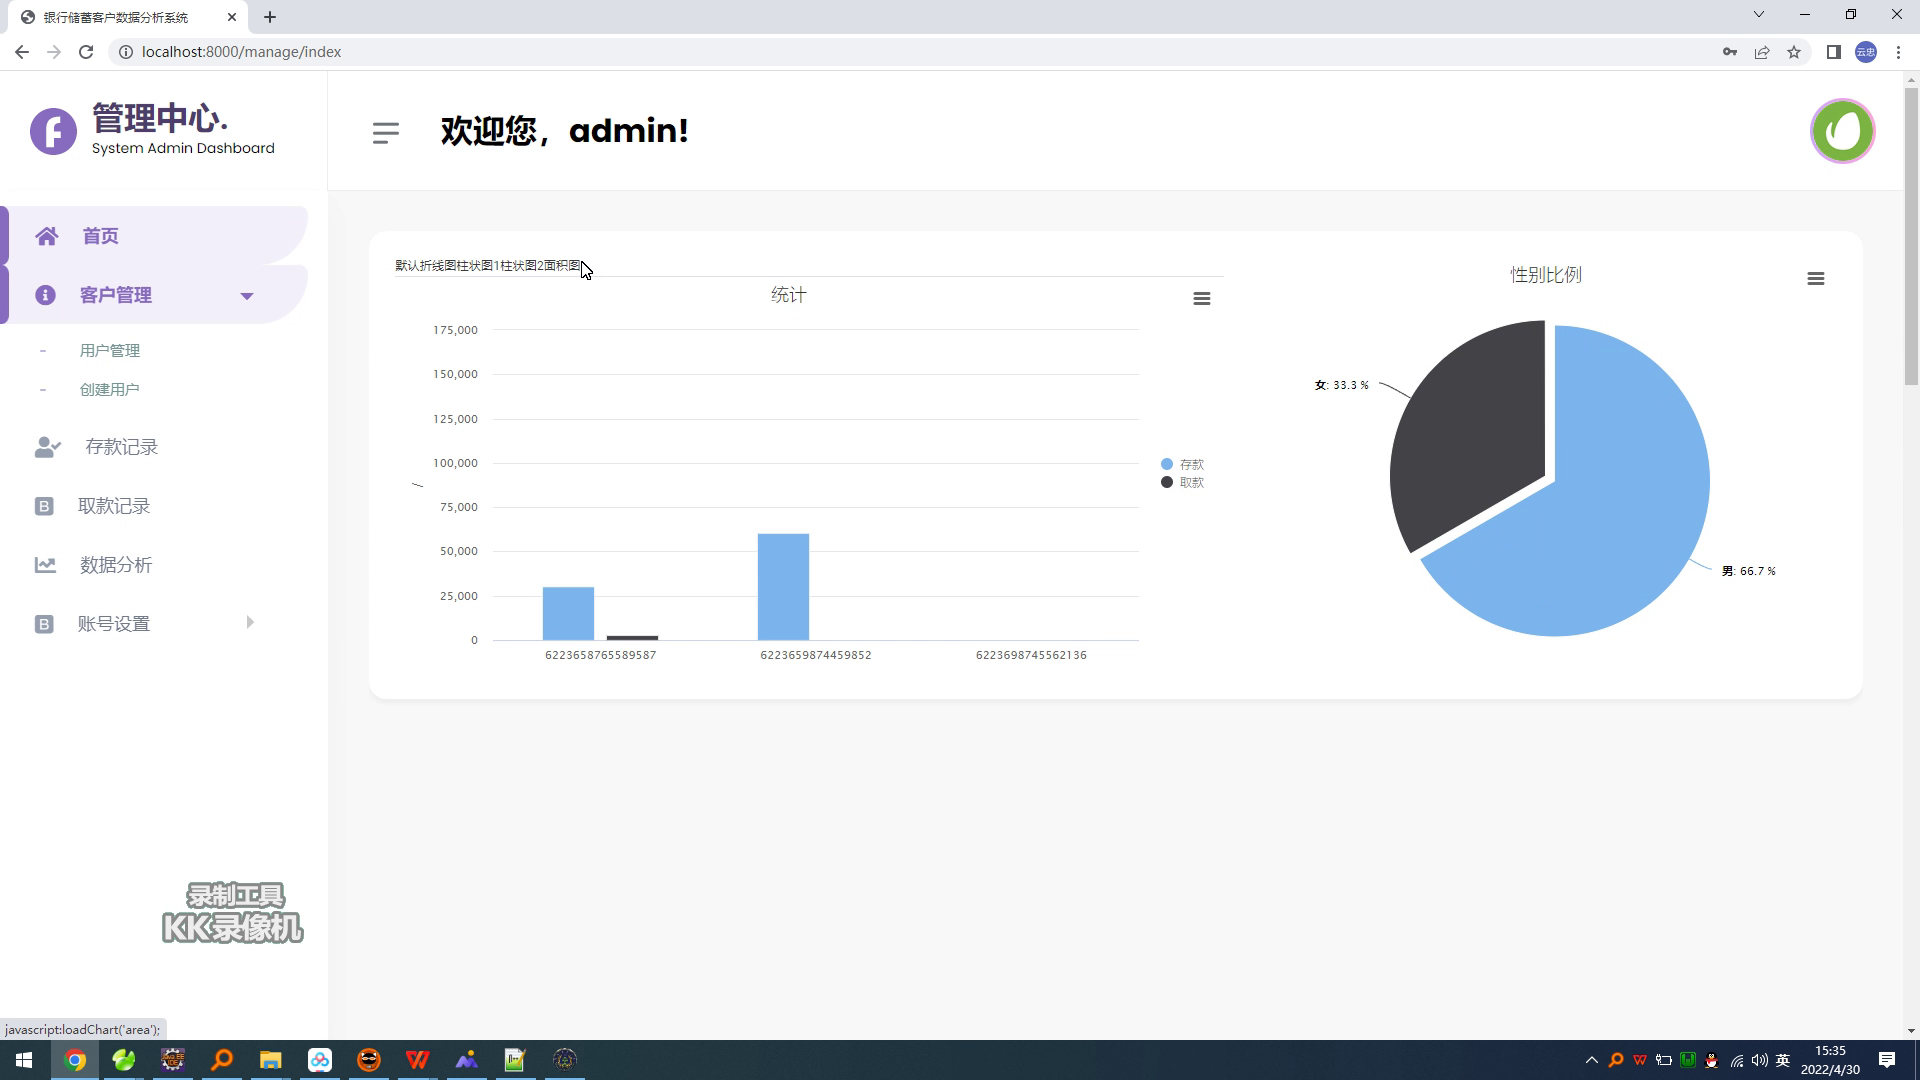 银行储蓄客户数据分析系统
localhost:8000/manage/index
云忠
管理中心.
System Admin Dashboard
欢迎您，admin!
首页
客户管理
- 用户管理
- 创建用户
存款记录
取款记录
数据分析
账号设置
默认折线图柱状图1柱状图2面积图
统计
175,000
150,000
125,000
100,000
75,000
50,000
25,000
0
6223658765589587
6223659874459852
6223698745562136
存款
取款
性别比例
女: 33.3 %
男: 66.7 %
录制工具
KK录像机
javascript:loadChart('area');
英
15:35
2022/4/30